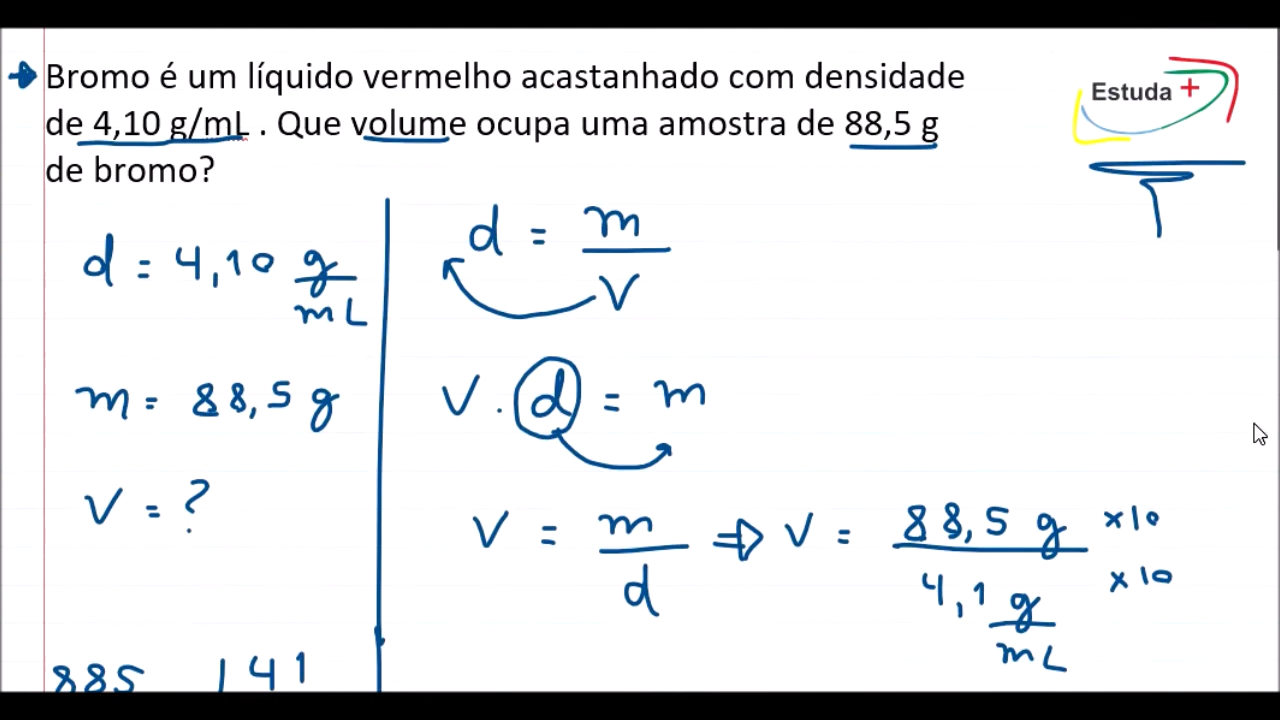 Bromo é um líquido vermelho acastanhado com densidade
de 4,10 g/mL . Que volume ocupa uma amostra de 88,5 g
de bromo?
Estuda +
d = 4,10 g/mL
m = 88,5 g
V = ?
885 141
d = m/V
V . d = m
V = m/d ⇒ V = 88,5 g ×10
4,1 g/mL ×10